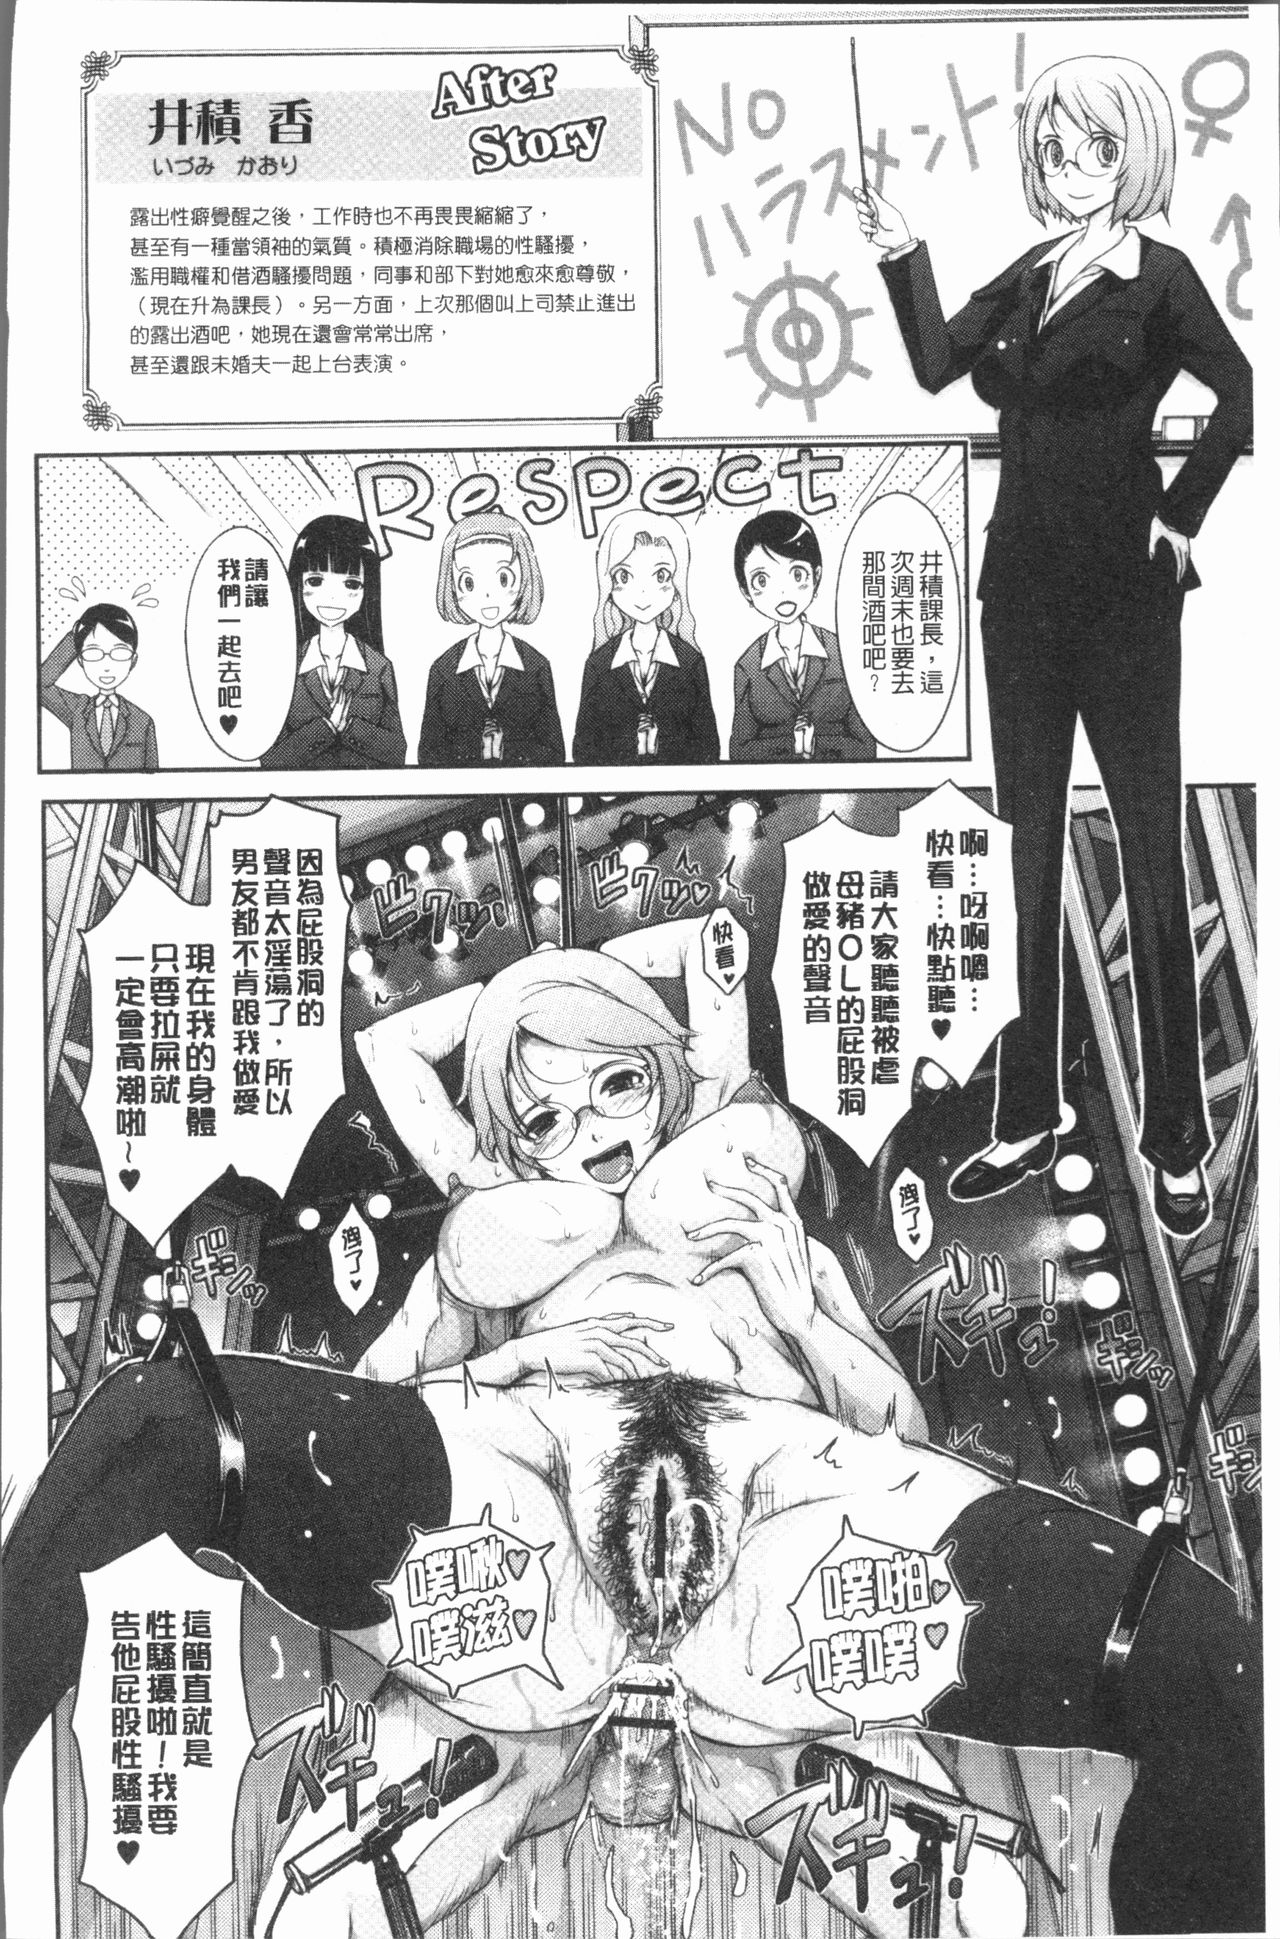 After
Story
井積 香
いづみ かおり
露出性癖覺醒之後，工作時也不再畏畏縮縮了，
甚至有一種當領袖的氣質。積極消除職場的性騷擾，
濫用職權和借酒騷擾問題，同事和部下對她愈來愈尊敬，
（現在升為課長）。另一方面，上次那個叫上司禁止進出
的露出酒吧，她現在還會常常出席，
甚至還跟未婚夫一起上台表演。
No
ハラスメント!
♀
♂
Respect
井積課長，這
次週末也要去
那間酒吧吧？
請讓
我們一起去吧♥
啊…呀啊嗯…
快看…快點聽♥
請大家聽聽被虐
母豬OL的屁股洞
做愛的聲音
快看♥
ビクッ
ビクッ♡
因為屁股洞的
聲音太淫蕩了，所以
男友都不肯跟我做愛
現在我的身體
只要拉屎就
一定會高潮啦～♥
洩了♥
洩了♥
ギシッ
ズチュ!
ギシッ
ギシッ
噗啪♥
噗噗♥
噗啾♥
噗滋♥
這簡直就是
性騷擾啦！我要
告他屁股性騷擾♥
ズチュ!
ズチュ!